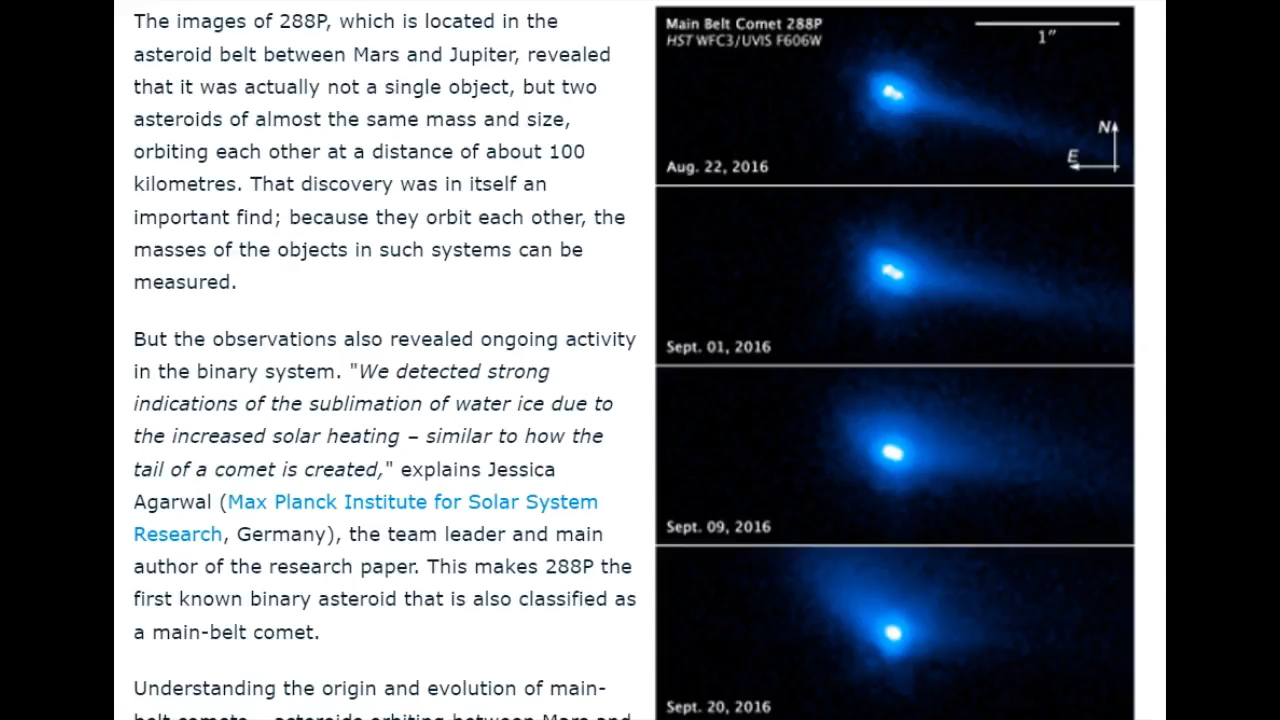 The images of 288P, which is located in the
asteroid belt between Mars and Jupiter, revealed
that it was actually not a single object, but two
asteroids of almost the same mass and size,
orbiting each other at a distance of about 100
kilometres. That discovery was in itself an
important find; because they orbit each other, the
masses of the objects in such systems can be
measured.
But the observations also revealed ongoing activity
in the binary system. "We detected strong
indications of the sublimation of water ice due to
the increased solar heating – similar to how the
tail of a comet is created," explains Jessica
Agarwal (Max Planck Institute for Solar System
Research, Germany), the team leader and main
author of the research paper. This makes 288P the
first known binary asteroid that is also classified as
a main-belt comet.
Understanding the origin and evolution of main-
belt comets – asteroids orbiting between Mars and
Main Belt Comet 288P
HST WFC3/UVIS F606W
1"
N
E
Aug. 22, 2016
Sept. 01, 2016
Sept. 09, 2016
Sept. 20, 2016